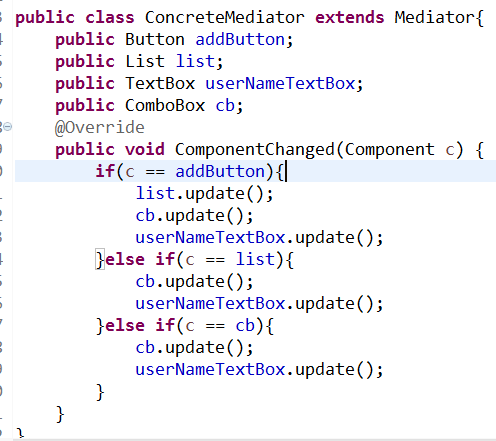 public class ConcreteMediator extends Mediator{
    public Button addButton;
    public List list;
    public TextBox userNameTextBox;
    public ComboBox cb;
    @Override
    public void ComponentChanged(Component c) {
        if(c == addButton){
            list.update();
            cb.update();
            userNameTextBox.update();
        }else if(c == list){
            cb.update();
            userNameTextBox.update();
        }else if(c == cb){
            cb.update();
            userNameTextBox.update();
        }
    }
}